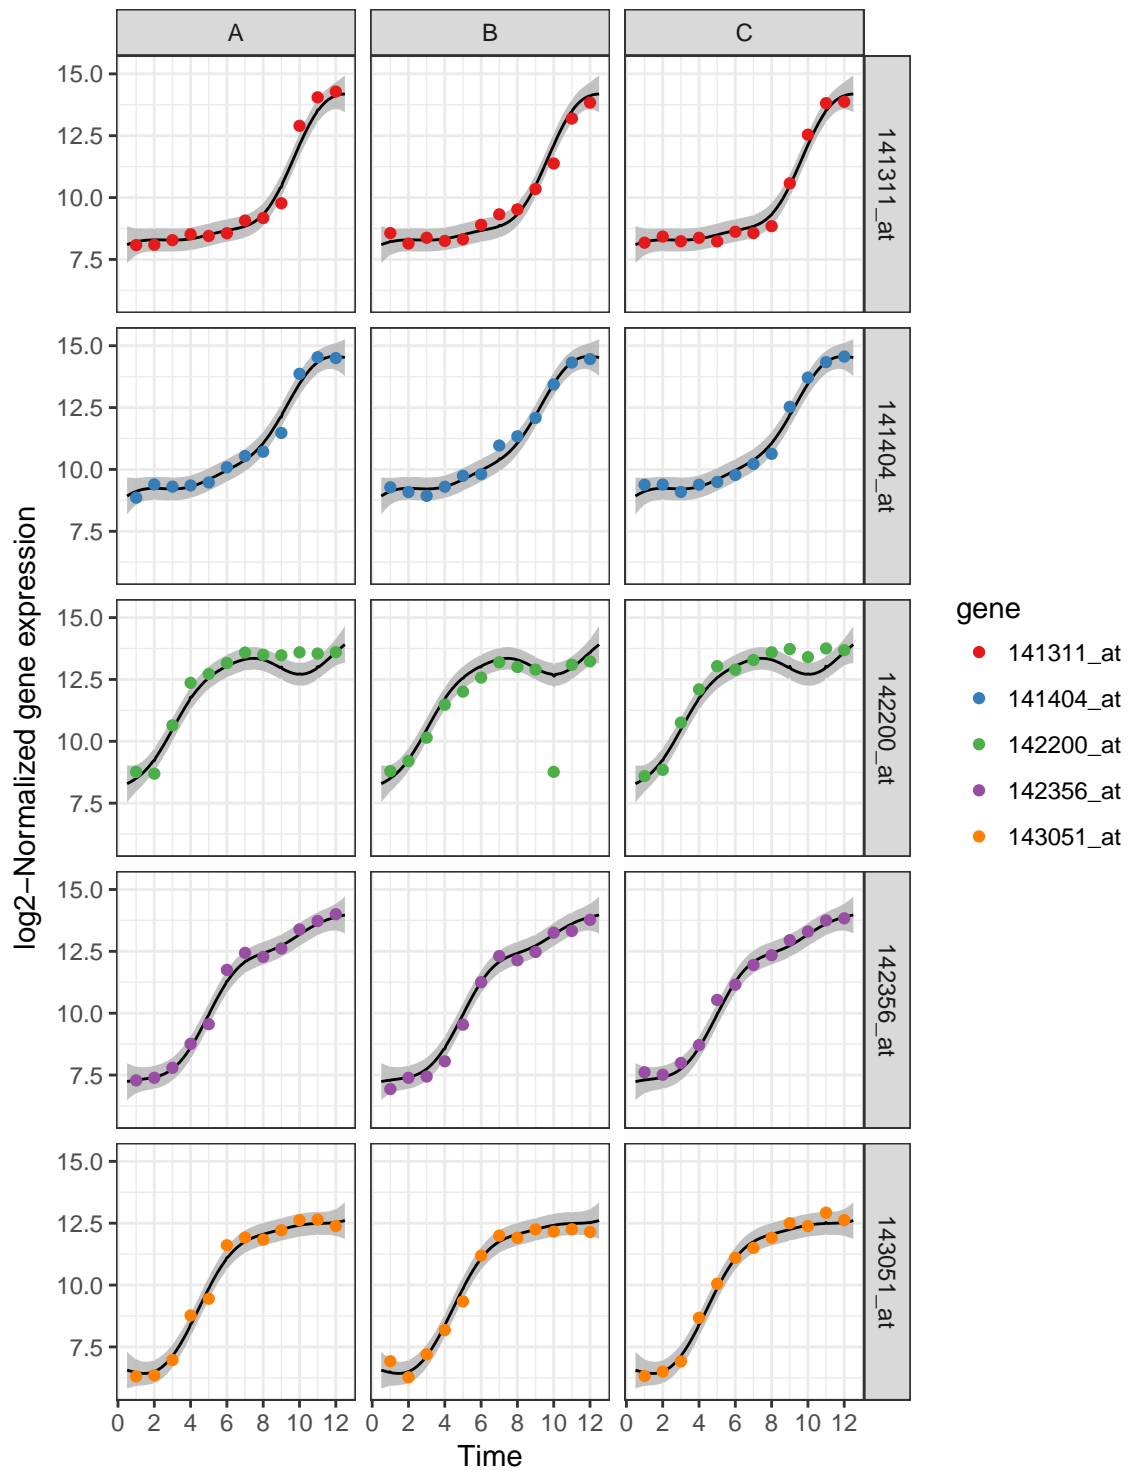 A B C
15.0
12.5
10.0
7.5
141311_at
15.0
12.5
10.0
7.5
141404_at
15.0
12.5
10.0
7.5
142200_at
15.0
12.5
10.0
7.5
142356_at
15.0
12.5
10.0
7.5
143051_at
0 2 4 6 8 10 12 0 2 4 6 8 10 12 0 2 4 6 8 10 12
Time
log2−Normalized gene expression
gene
141311_at
141404_at
142200_at
142356_at
143051_at